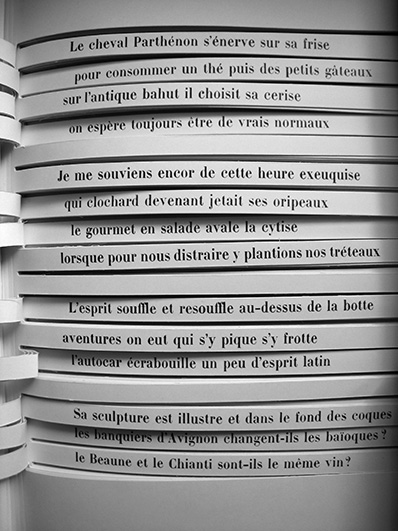 Le cheval Parthénon s'énerve sur sa frise
pour consommer un thé puis des petits gâteaux
sur l'antique bahut il choisit sa cerise
on espère toujours être de vrais normaux
Je me souviens encor de cette heure exeuquise
qui clochard devenant jetait ses oripeaux
le gourmet en salade avale la cytise
lorsque pour nous distraire y plantions nos tréteaux
L'esprit souffle et resouffle au-dessus de la botte
aventures on eut qui s'y pique s'y frotte
l'autocar écrabouille un peu d'esprit latin
Sa sculpture est illustre et dans le fond des coques
les banquiers d'Avignon changent-ils les baïoques ?
le Beaune et le Chianti sont-ils le même vin ?